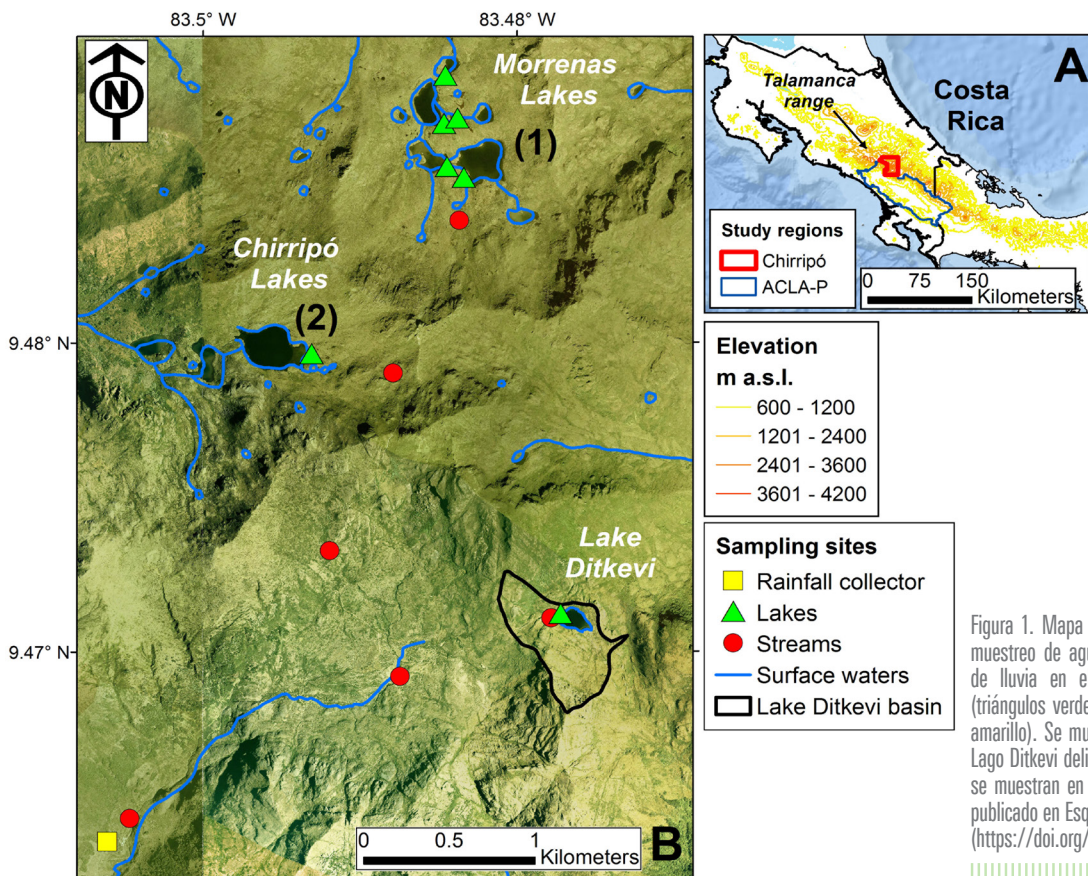 83.5° W
83.48° W
N
Morrenas
Lakes
(1)
Chirripó
Lakes
(2)
9.48° N
Lake
Ditkevi
9.47° N
0 0.5 1
Kilometers
B
A
Talamanca
range
Costa
Rica
Study regions
Chirripó
ACLA-P
0 75 150
Kilometers
Elevation
m a.s.l.
600 - 1200
1201 - 2400
2401 - 3600
3601 - 4200
Sampling sites
Rainfall collector
Lakes
Streams
Surface waters
Lake Ditkevi basin
Figura 1. Mapa
muestreo de agu
de lluvia en e
(triángulos verde
amarillo). Se mu
Lago Ditkevi deli
se muestran en
publicado en Esq
(https://doi.org/